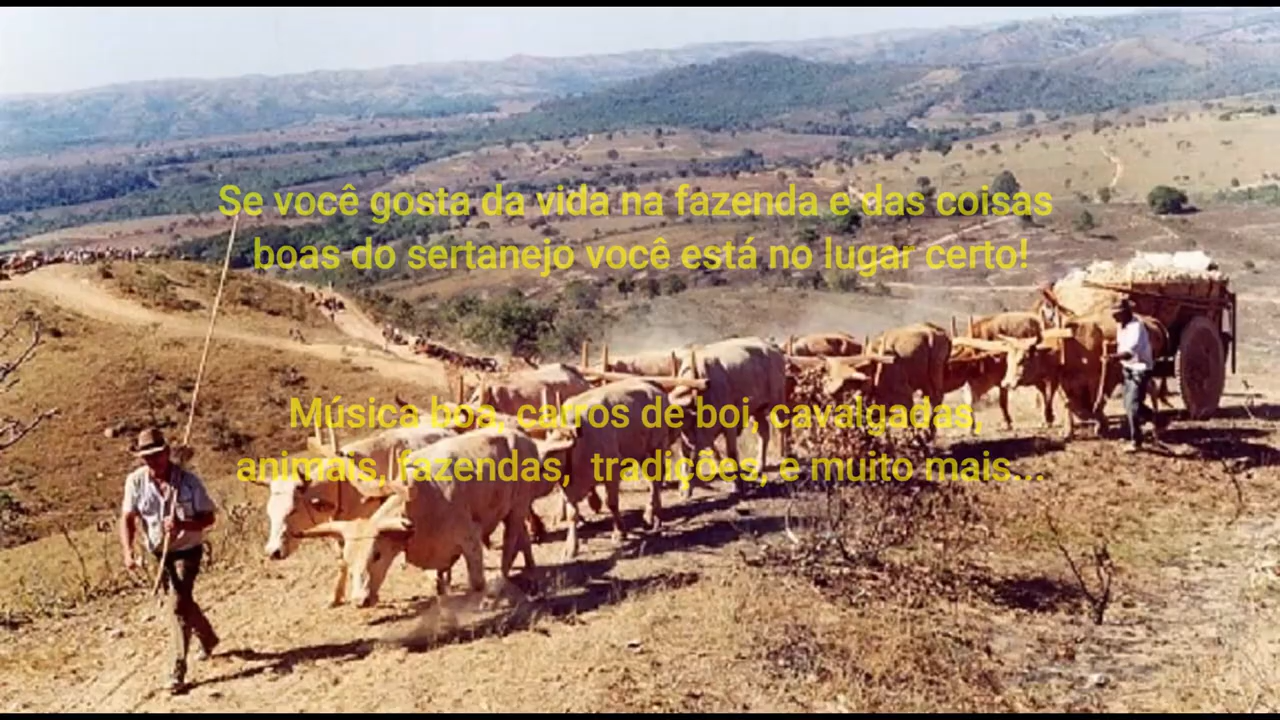 Se você gosta da vida na fazenda e das coisas
boas do sertanejo você está no lugar certo!
Música boa, carros de boi, cavalgadas,
animais, fazendas, tradições, e muito mais...